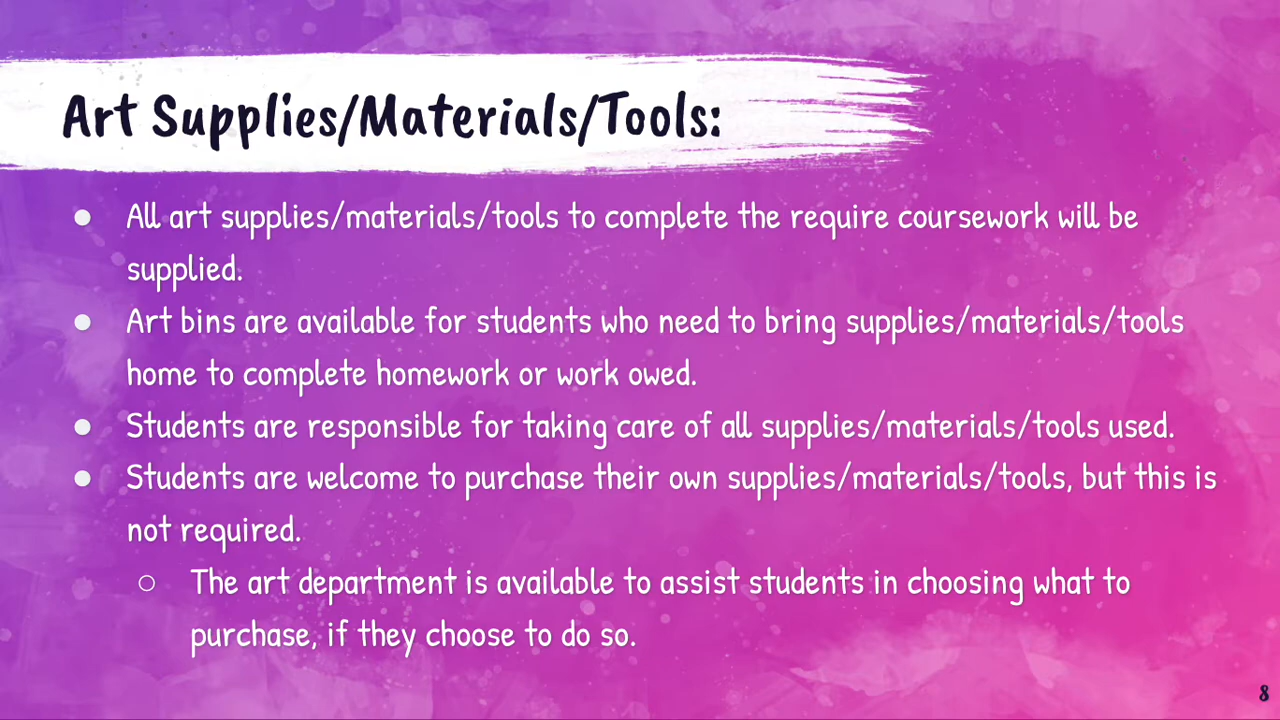 Art Supplies/Materials/Tools:
● All art supplies/materials/tools to complete the require coursework will be
supplied.
● Art bins are available for students who need to bring supplies/materials/tools
home to complete homework or work owed.
● Students are responsible for taking care of all supplies/materials/tools used.
● Students are welcome to purchase their own supplies/materials/tools, but this is
not required.
○ The art department is available to assist students in choosing what to
purchase, if they choose to do so.
8